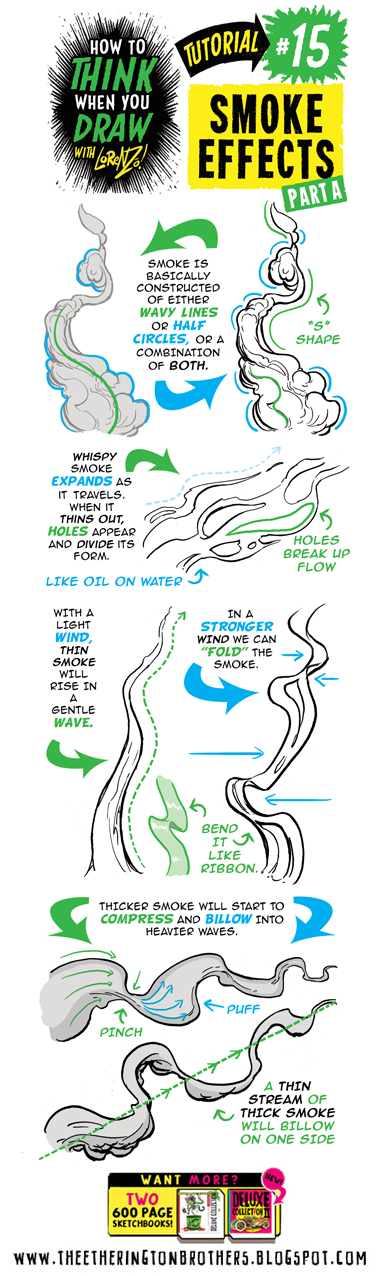 HOW TO
THINK
WHEN YOU
DRAW
WITH LORENZO!
TUTORIAL
#15
SMOKE
EFFECTS
PART A
SMOKE IS
BASICALLY
CONSTRUCTED
OF EITHER
WAVY LINES
OR HALF
CIRCLES, OR A
COMBINATION
OF BOTH.
"S"
SHAPE
WHISPY
SMOKE
EXPANDS AS
IT TRAVELS.
WHEN IT
THINS OUT,
HOLES APPEAR
AND DIVIDE ITS
FORM.
HOLES
BREAK UP
FLOW
LIKE OIL ON WATER
WITH A
LIGHT
WIND,
THIN
SMOKE
WILL
RISE IN
A
GENTLE
WAVE.
IN A
STRONGER
WIND WE CAN
"FOLD" THE
SMOKE.
BEND
IT
LIKE
RIBBON.
THICKER SMOKE WILL START TO
COMPRESS AND BILLOW INTO
HEAVIER WAVES.
PUFF
PINCH
A THIN
STREAM OF
THICK SMOKE
WILL BILLOW
ON ONE SIDE
WANT MORE?
NEW!
TWO
600 PAGE
SKETCHBOOKS!
DELUXE COLLECTION
DELUXE
COLLECTION II
WWW.THEETHERINGTONBROTHERS.BLOGSPOT.COM